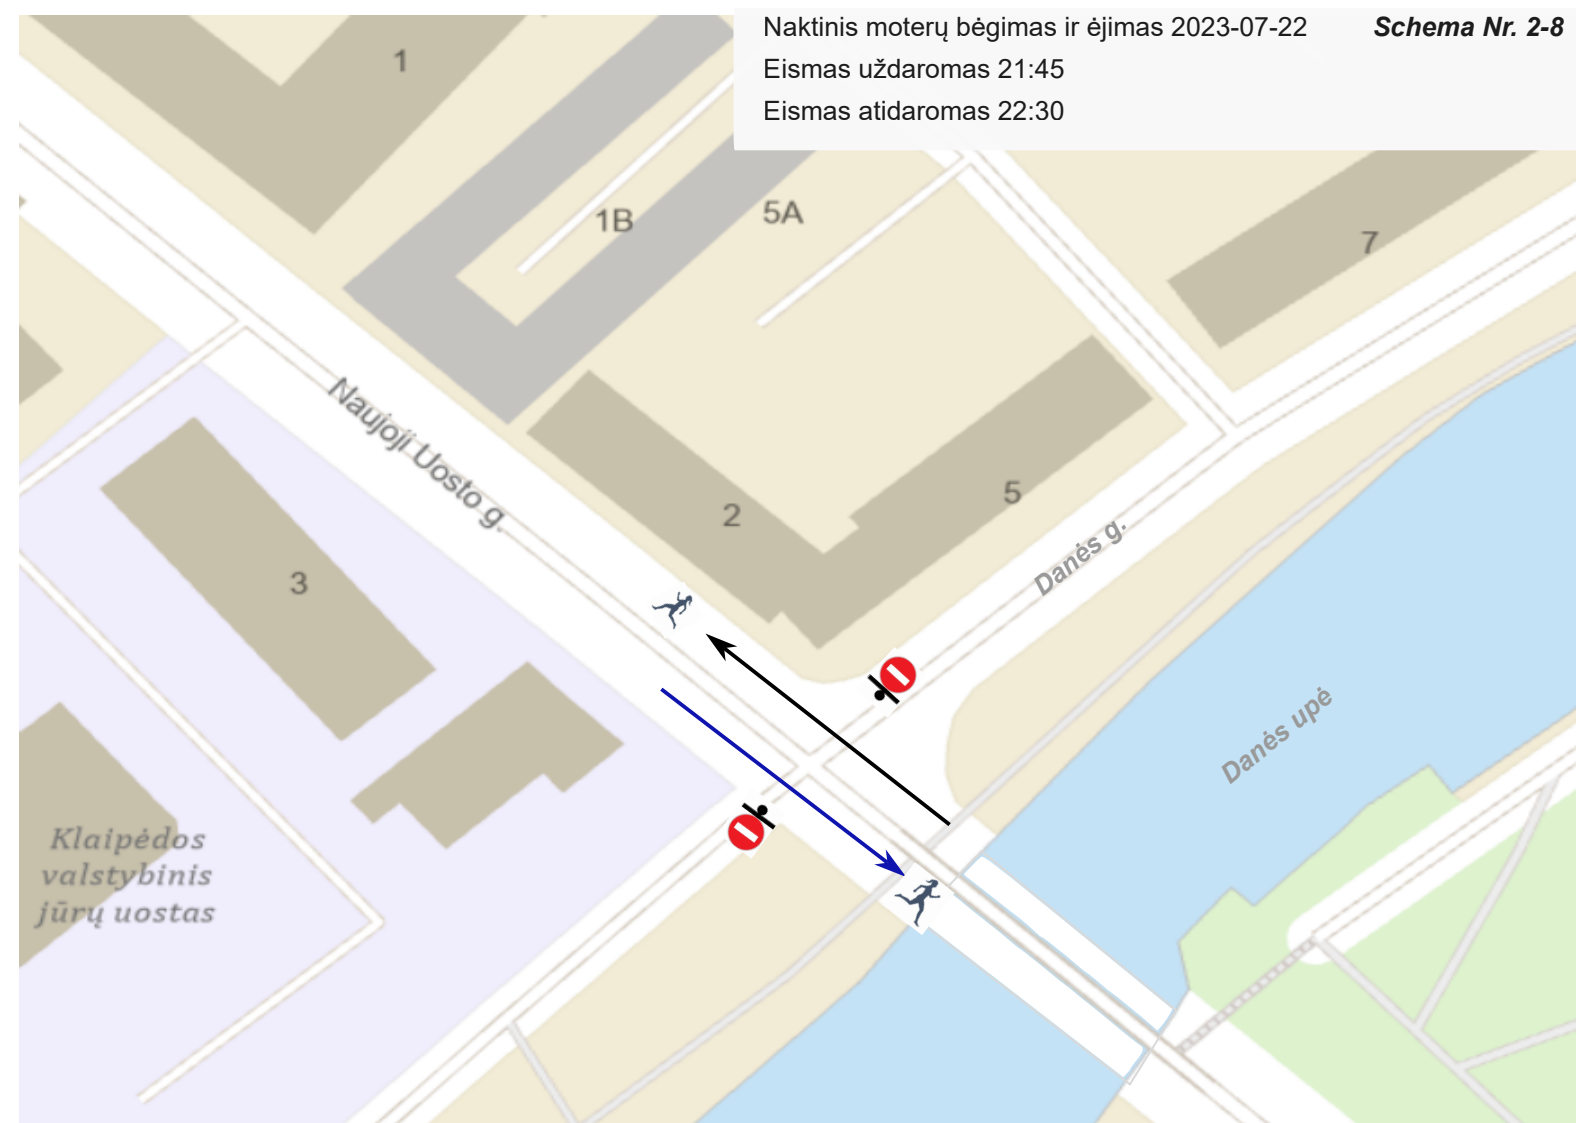 Naktinis moterų bėgimas ir ėjimas 2023-07-22 Schema Nr. 2-8
Eismas uždaromas 21:45
Eismas atidaromas 22:30
1
1B
5A
7
Naujoji Uosto g.
2
5
Danės g.
3
Danės upė
Klaipėdos
valstybinis
jūrų uostas